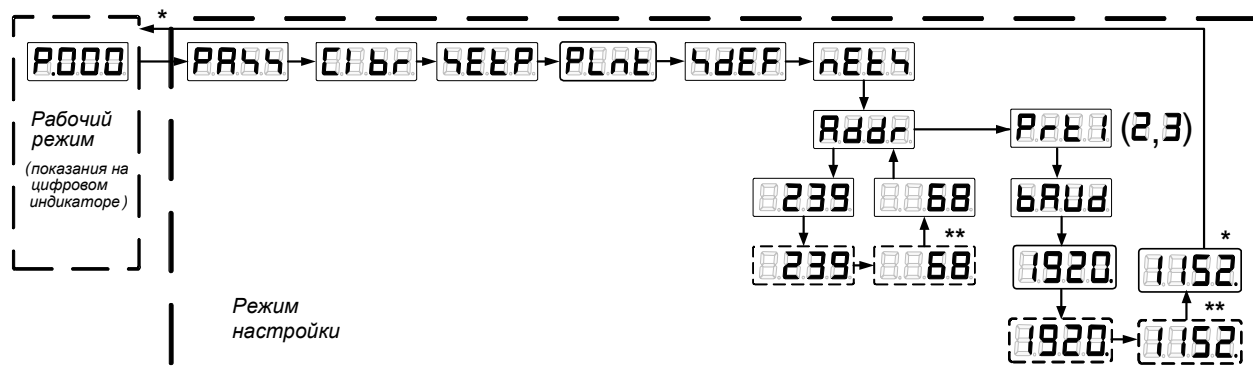 *
P.000 PASS CLbr SEtP PLnt SdEF nEtS
Рабочий
режим
(показания на
цифровом
индикаторе)
Addr Prt1 (2,3)
239 68 bAUd
**
239 68 1920. 1152.
*
**
1920. 1152.
Режим
настройки